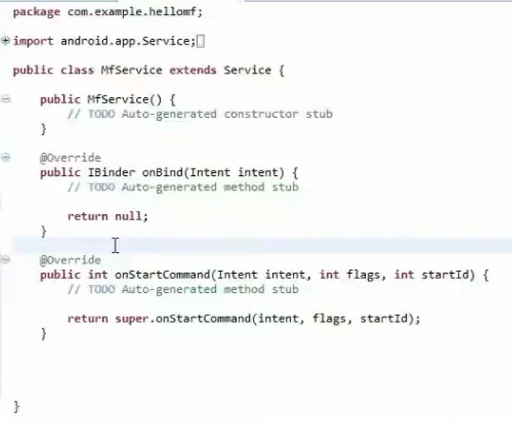 package com.example.hellomf;
import android.app.Service;
public class MfService extends Service {
public MfService() {
// TODO Auto-generated constructor stub
}
@Override
public IBinder onBind(Intent intent) {
// TODO Auto-generated method stub
return null;
}
@Override
public int onStartCommand(Intent intent, int flags, int startId) {
// TODO Auto-generated method stub
return super.onStartCommand(intent, flags, startId);
}
}